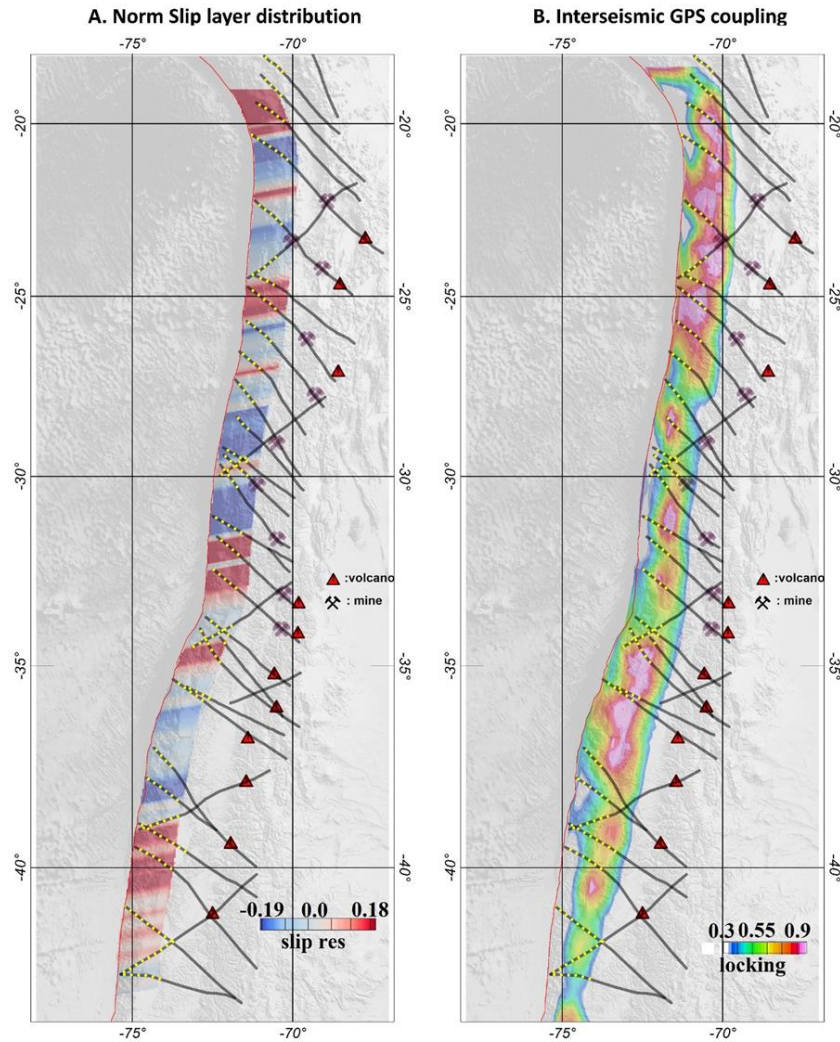 A. Norm Slip layer distribution
B. Interseismic GPS coupling
-75° -70°
-75° -70°
-20° -20° -20°
-25° -25° -25°
-30° -30° -30°
:volcano
: mine
:volcano
: mine
-35° -35° -35°
-40° -40° -40°
-0.19 0.0 0.18
slip res
0.3 0.55 0.9
locking
-75° -70°
-75° -70°